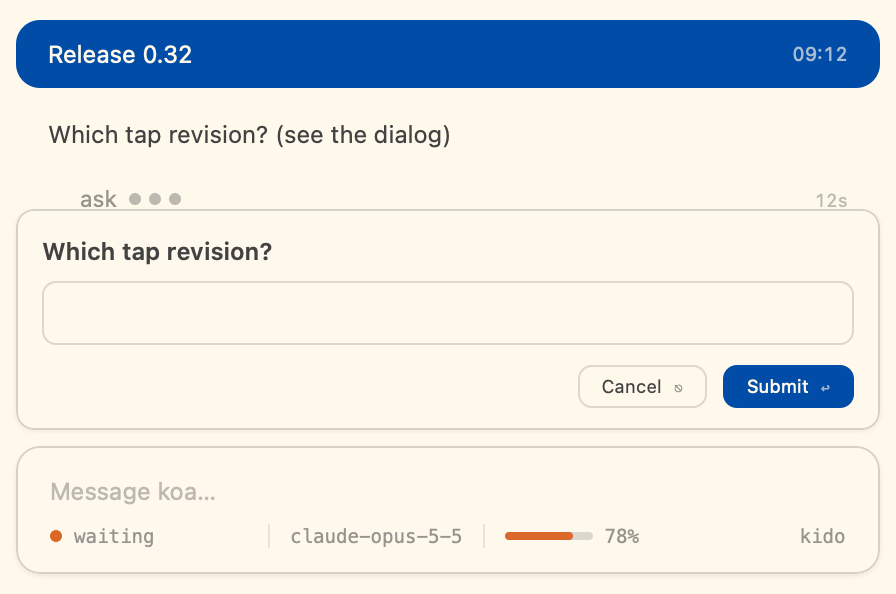 Release 0.32 09:12
Which tap revision? (see the dialog)
ask 12s
Which tap revision?
Cancel ⎋ Submit ↩
Message koa...
waiting claude-opus-5-5 78% kido